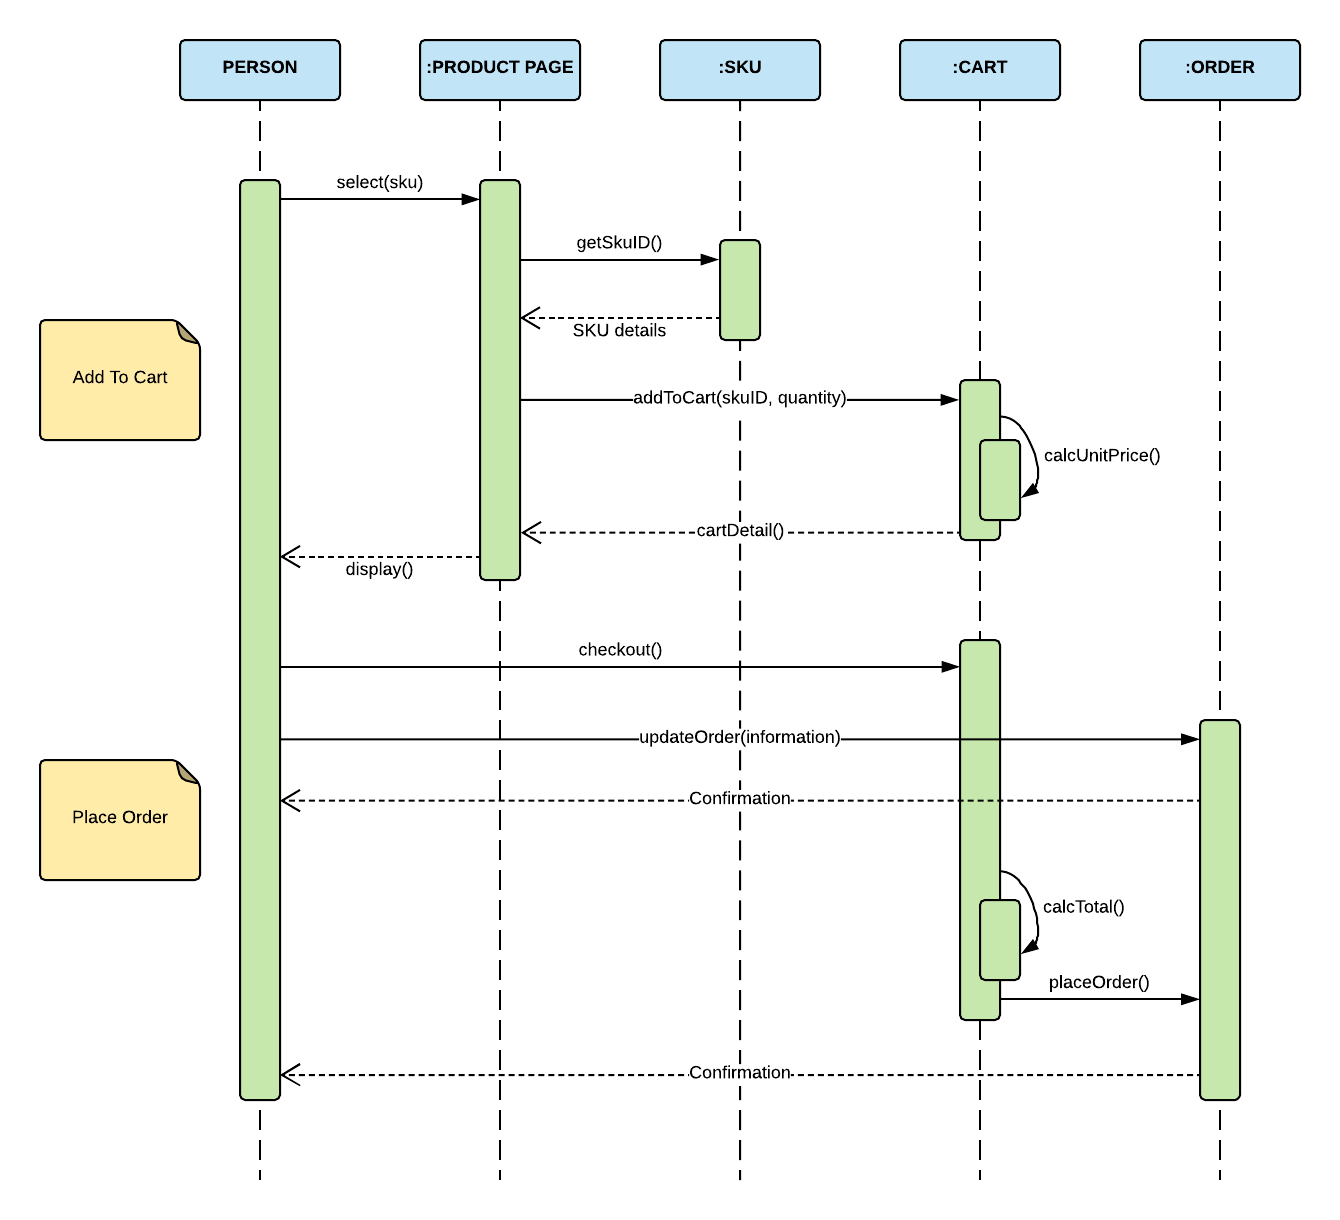 PERSON
:PRODUCT PAGE
:SKU
:CART
:ORDER
select(sku)
getSkuID()
SKU details
Add To Cart
addToCart(skuID, quantity)
calcUnitPrice()
cartDetail()
display()
checkout()
updateOrder(information)
Confirmation
Place Order
calcTotal()
placeOrder()
Confirmation